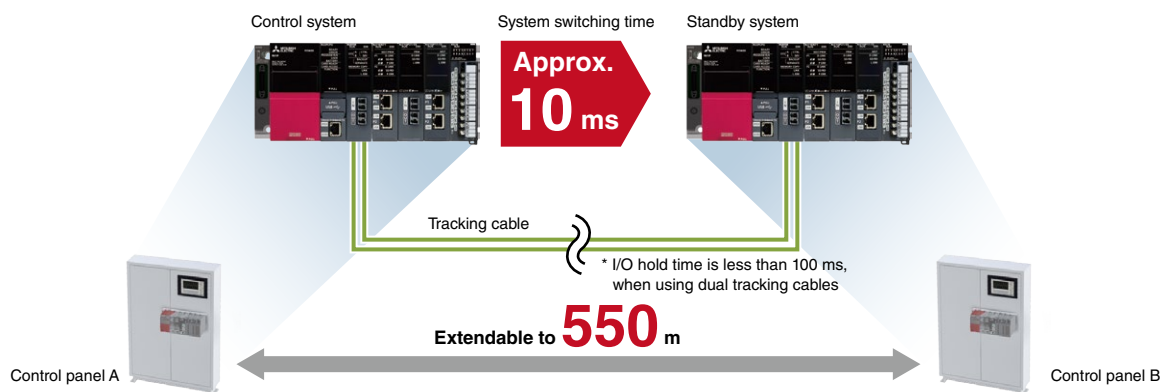 Control system
System switching time
Standby system
Approx.
10 ms
Tracking cable
* I/O hold time is less than 100 ms,
when using dual tracking cables
Extendable to 550 m
Control panel A
Control panel B